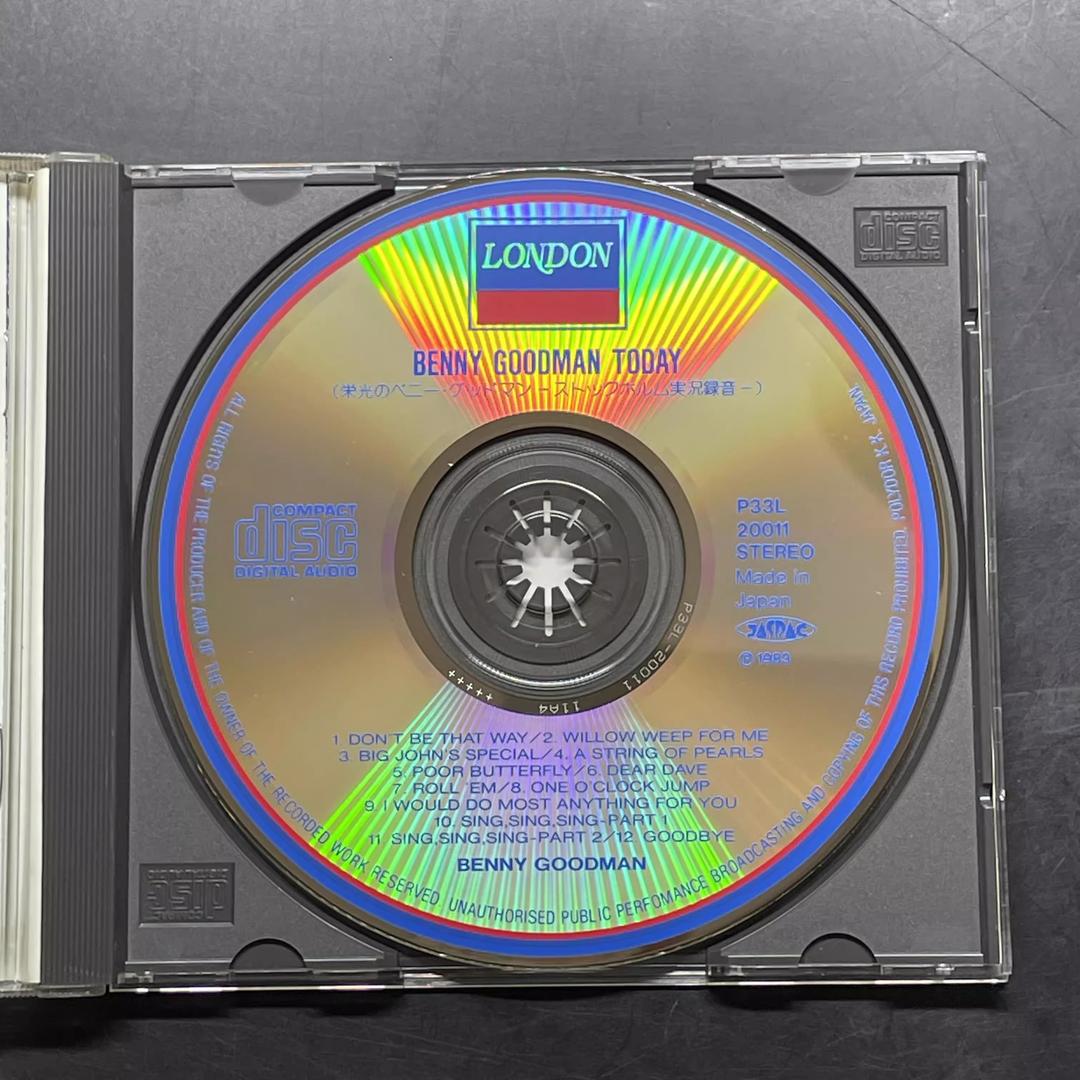 LONDON
BENNY GOODMAN TODAY
(栄光のベニー・グッドマン－ストックホルム実況録音－)
COMPACT
disc
DIGITAL AUDIO
P33L
20011
STEREO
Made in
Japan
JASRAC
℗ 1983
P33L-20011 11A4 +++++
1. DON'T BE THAT WAY/2. WILLOW WEEP FOR ME
3. BIG JOHN'S SPECIAL/4. A STRING OF PEARLS
5. POOR BUTTERFLY/6. DEAR DAVE
7. ROLL 'EM/8. ONE O'CLOCK JUMP
9. I WOULD DO MOST ANYTHING FOR YOU
10. SING,SING,SING-PART 1
11. SING,SING,SING-PART 2/12. GOODBYE
BENNY GOODMAN
ALL RIGHTS OF THE PRODUCER AND OF THE OWNER OF THE RECORDED WORK RESERVED. UNAUTHORISED PUBLIC PERFOMANCE BROADCASTING AND COPYING OF THIS RECORD PROHIBITED. POLYDOR K.K. JAPAN
COMPACT
disc
DIGITAL AUDIO
COMPACT
disc
DIGITAL AUDIO